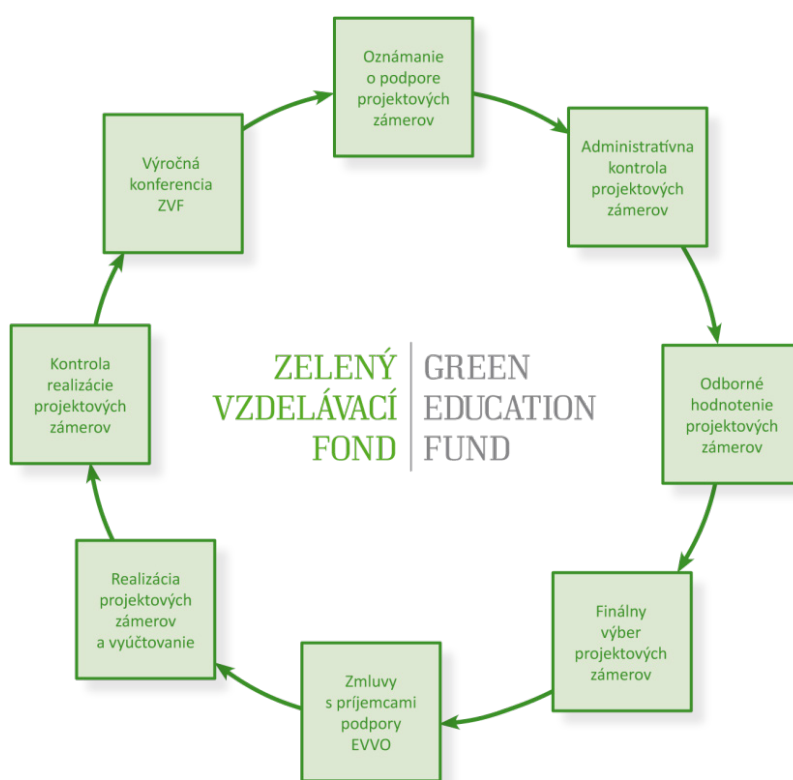 Oznámanie
o podpore
projektových
zámerov
Administratívna
kontrola
projektových
zámerov
Odborné
hodnotenie
projektových
zámerov
Finálny
výber
projektových
zámerov
Zmluvy
s príjemcami
podpory
EVVO
Realizácia
projektových
zámerov
a vyúčtovanie
Kontrola
realizácie
projektových
zámerov
Výročná
konferencia
ZVF
ZELENÝ
VZDELÁVACÍ
FOND
GREEN
EDUCATION
FUND